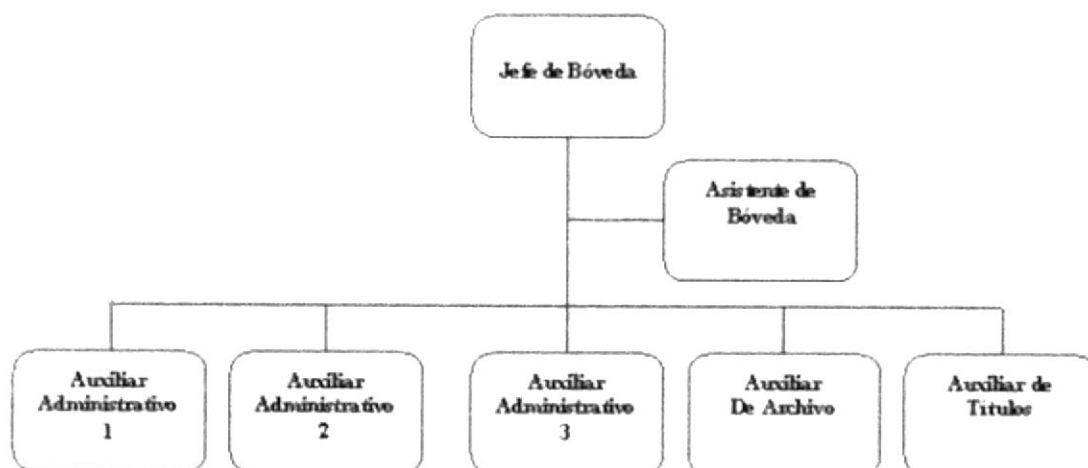 Jefe de Bóveda
Asistente de
Bóveda
Auxiliar
Administrativo
1
Auxiliar
Administrativo
2
Auxiliar
Administrativo
3
Auxiliar
De Archivo
Auxiliar de
Titulos